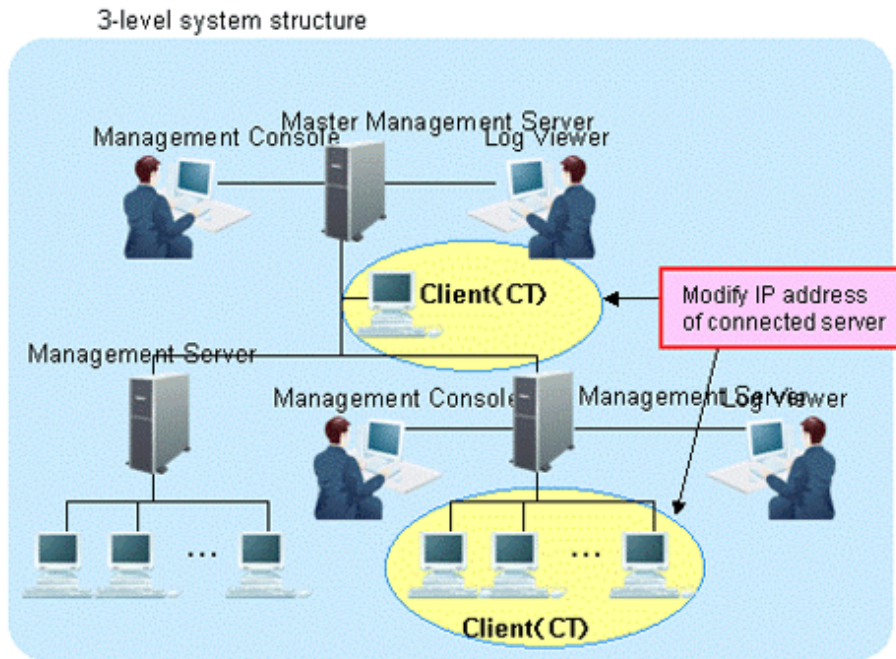 3-level system structure
Master Management Server
Management Console
Log Viewer
Client(CT)
Modify IP address
of connected server
Management Server
Management Console
Management Server
Log Viewer
...
...
Client(CT)